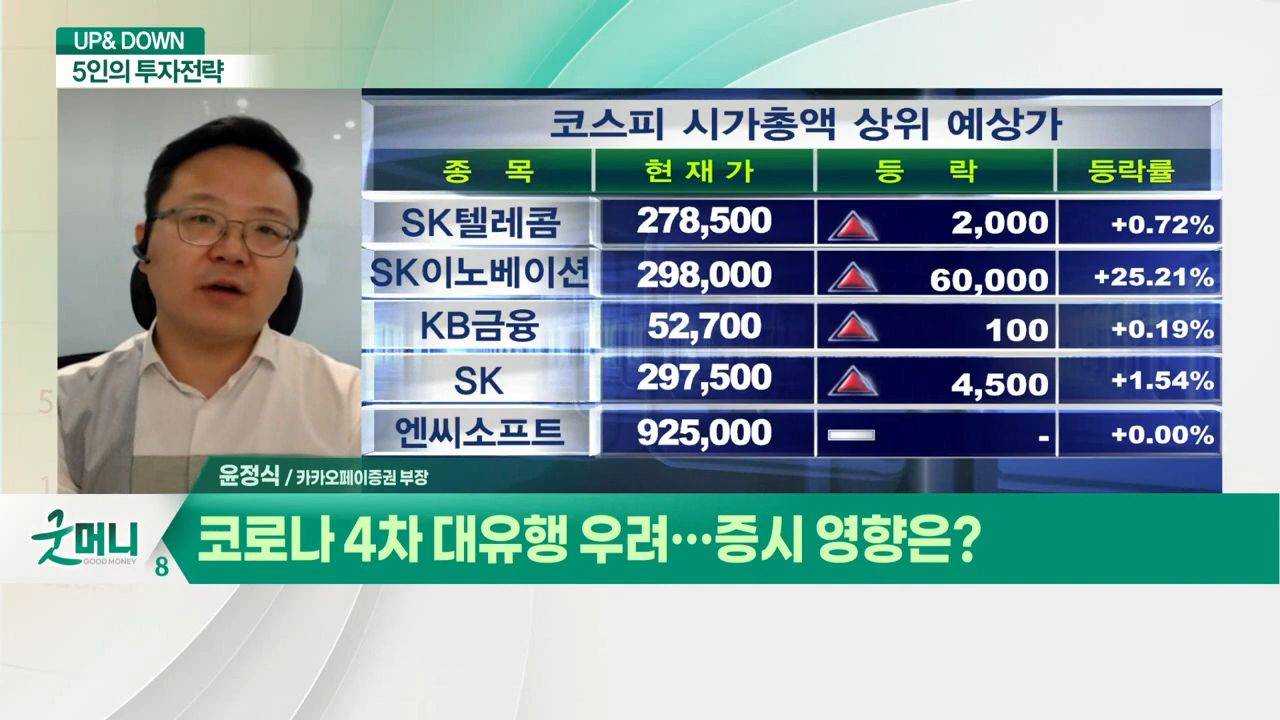 UP& DOWN
5인의 투자전략
코스피 시가총액 상위 예상가
종 목 현 재 가 등 락 등락률
SK텔레콤 278,500 2,000 +0.72%
SK이노베이션 298,000 60,000 +25.21%
KB금융 52,700 100 +0.19%
SK 297,500 4,500 +1.54%
엔씨소프트 925,000 - +0.00%
윤정식 / 카카오페이증권 부장
굿머니
GOOD MONEY
8
코로나 4차 대유행 우려…증시 영향은?